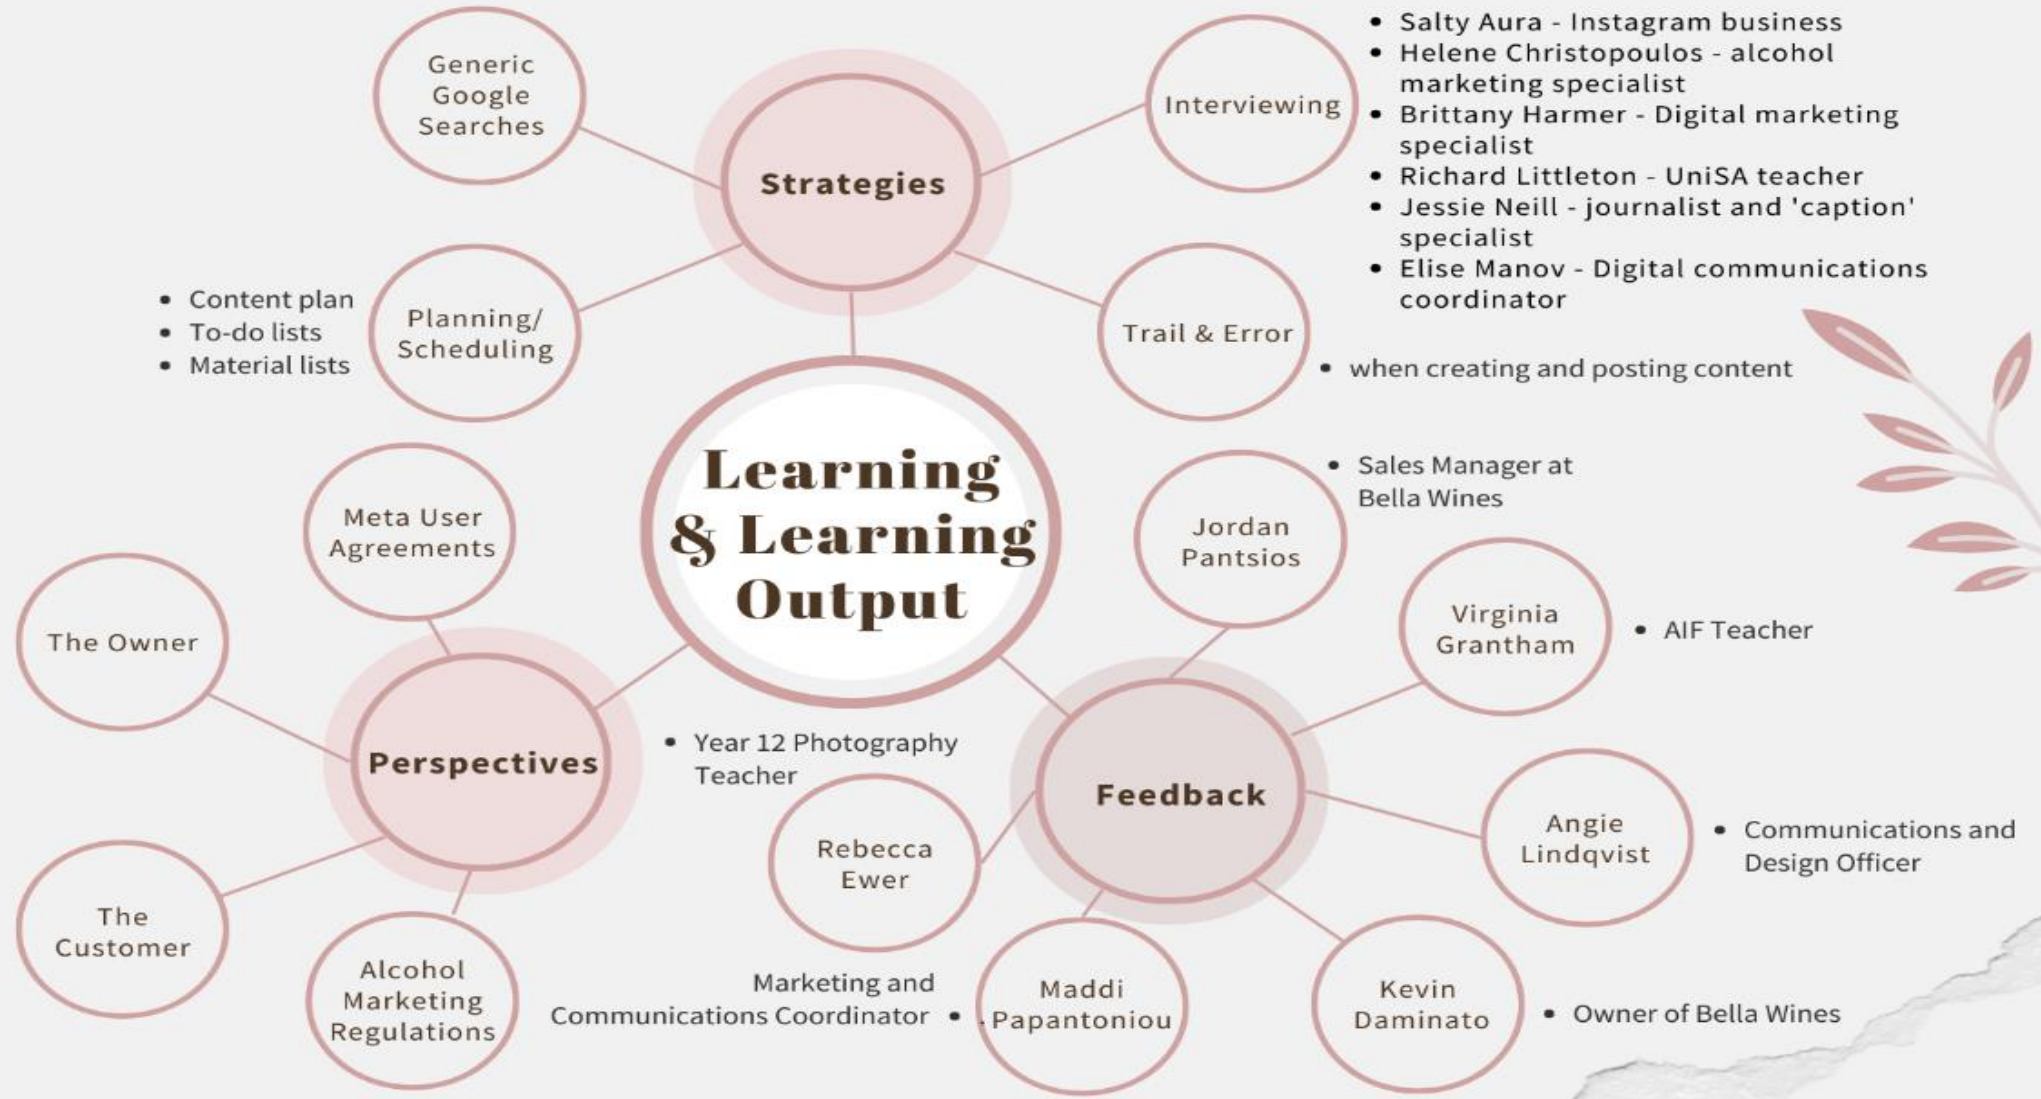 Generic
Google
Searches
Strategies
Interviewing
• Salty Aura - Instagram business
• Helene Christopoulos - alcohol
marketing specialist
• Brittany Harmer - Digital marketing
specialist
• Richard Littleton - UniSA teacher
• Jessie Neill - journalist and 'caption'
specialist
• Elise Manov - Digital communications
coordinator
• Content plan
• To-do lists
• Material lists
Planning/
Scheduling
Trail & Error
• when creating and posting content
Learning
& Learning
Output
Meta User
Agreements
The Owner
Perspectives
The
Customer
Alcohol
Marketing
Regulations
Jordan
Pantsios
• Sales Manager at
Bella Wines
Virginia
Grantham
• AIF Teacher
Feedback
• Year 12 Photography
Teacher
Rebecca
Ewer
Angie
Lindqvist
• Communications and
Design Officer
Marketing and
Communications Coordinator •
Maddi
.Papantoniou
Kevin
Daminato
• Owner of Bella Wines